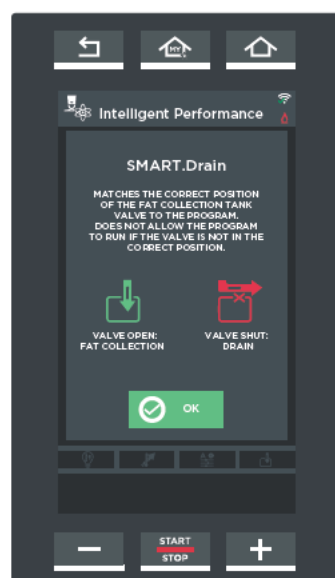 MY
Intelligent Performance
SMART.Drain
MATCHES THE CORRECT POSITION
OF THE FAT COLLECTION TANK
VALVE TO THE PROGRAM.
DOES NOT ALLOW THE PROGRAM
TO RUN IF THE VALVE IS NOT IN THE
CORRECT POSITION.
VALVE OPEN:
FAT COLLECTION
VALVE SHUT:
DRAIN
OK
START
STOP